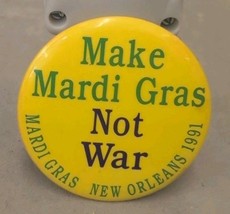 Make
Mardi Gras
Not
War
MARDI GRAS NEW ORLEANS 1991